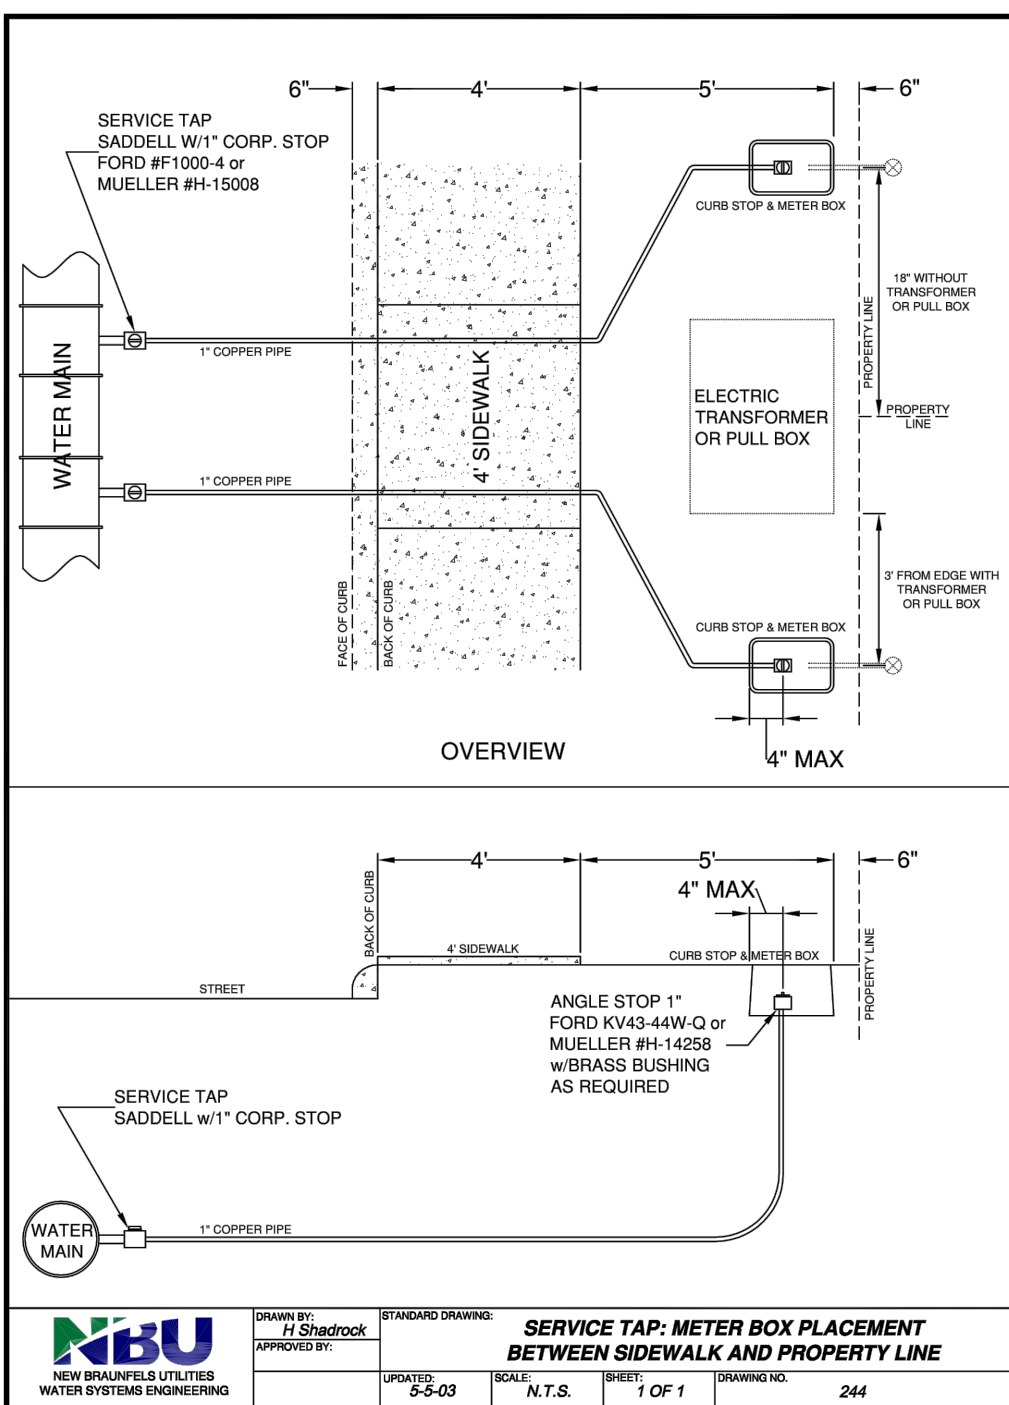 6"
4'
5'
6"
SERVICE TAP
SADDELL W/1" CORP. STOP
FORD #F1000-4 or
MUELLER #H-15008
CURB STOP & METER BOX
18" WITHOUT
TRANSFORMER
OR PULL BOX
PROPERTY LINE
WATER MAIN
1" COPPER PIPE
4' SIDEWALK
ELECTRIC
TRANSFORMER
OR PULL BOX
PROPERTY
LINE
1" COPPER PIPE
FACE OF CURB
BACK OF CURB
3' FROM EDGE WITH
TRANSFORMER
OR PULL BOX
CURB STOP & METER BOX
4" MAX
OVERVIEW
4'
5'
6"
4" MAX
BACK OF CURB
4' SIDEWALK
CURB STOP & METER BOX
PROPERTY LINE
STREET
ANGLE STOP 1"
FORD KV43-44W-Q or
MUELLER #H-14258
w/BRASS BUSHING
AS REQUIRED
SERVICE TAP
SADDELL w/1" CORP. STOP
WATER
MAIN
1" COPPER PIPE
NBU
NEW BRAUNFELS UTILITIES
WATER SYSTEMS ENGINEERING
DRAWN BY:
H Shadrock
APPROVED BY:
STANDARD DRAWING:
SERVICE TAP: METER BOX PLACEMENT
BETWEEN SIDEWALK AND PROPERTY LINE
UPDATED:
5-5-03
SCALE:
N.T.S.
SHEET:
1 OF 1
DRAWING NO.
244